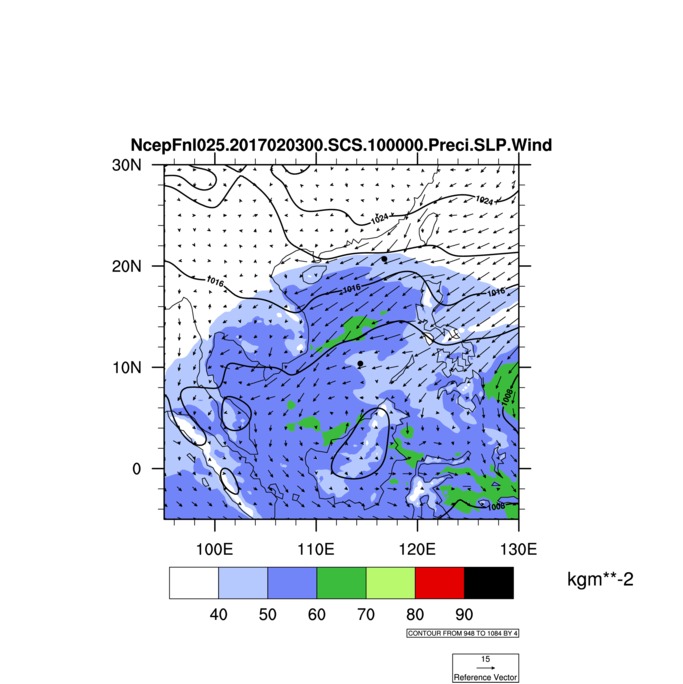 NcepFnl025.2017020300.SCS.100000.Preci.SLP.Wind
30N
1024
1024
20N
1016
1016
1016
10N
1008
0
1008
100E 110E 120E 130E
kgm**-2
40 50 60 70 80 90
CONTOUR FROM 948 TO 1084 BY 4
15
Reference Vector